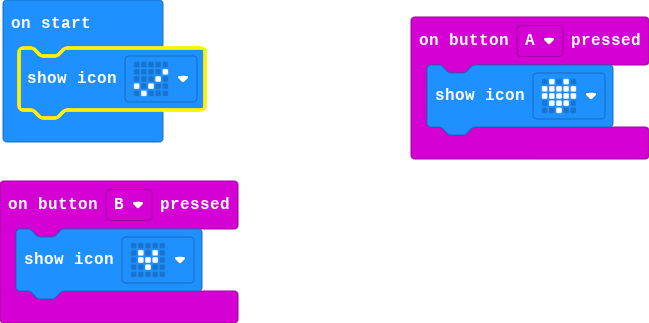 on start
show icon
on button A pressed
show icon
on button B pressed
show icon